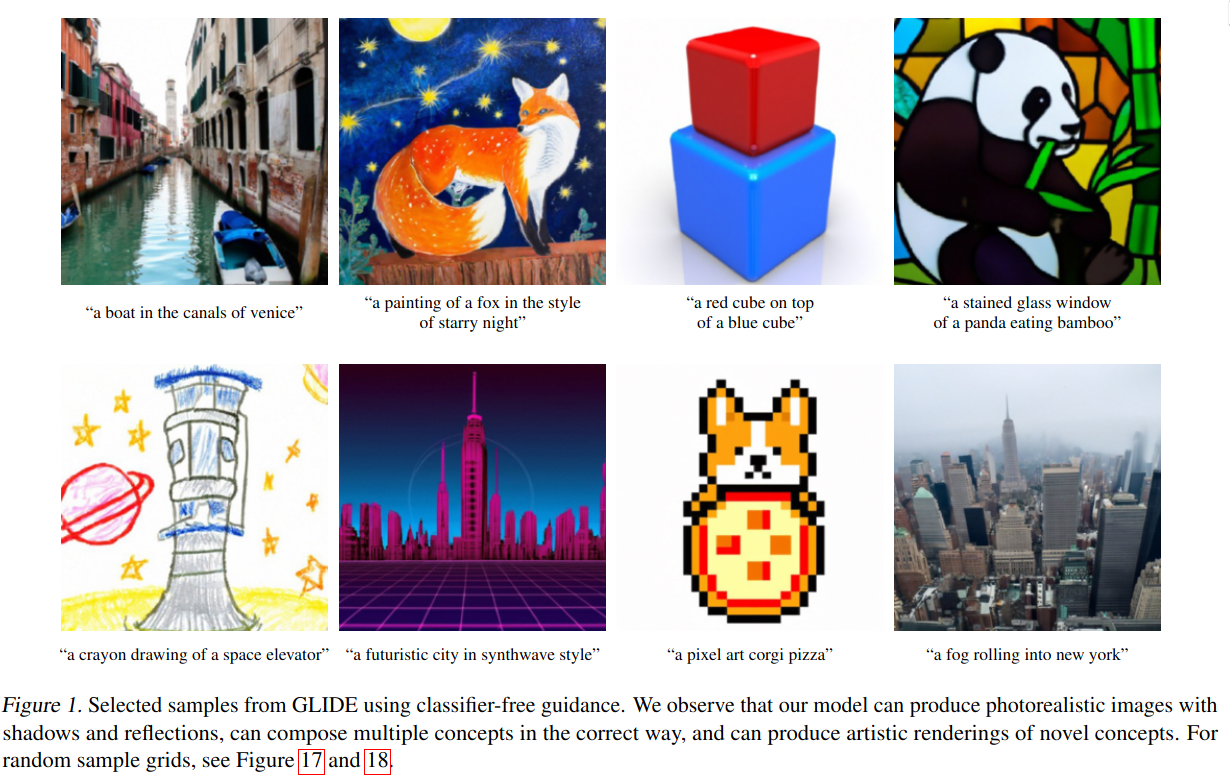 “a boat in the canals of venice”
“a painting of a fox in the style
of starry night”
“a red cube on top
of a blue cube”
“a stained glass window
of a panda eating bamboo”
“a crayon drawing of a space elevator”
“a futuristic city in synthwave style”
“a pixel art corgi pizza”
“a fog rolling into new york”
Figure 1. Selected samples from GLIDE using classifier-free guidance. We observe that our model can produce photorealistic images with
shadows and reflections, can compose multiple concepts in the correct way, and can produce artistic renderings of novel concepts. For
random sample grids, see Figure 17 and 18.